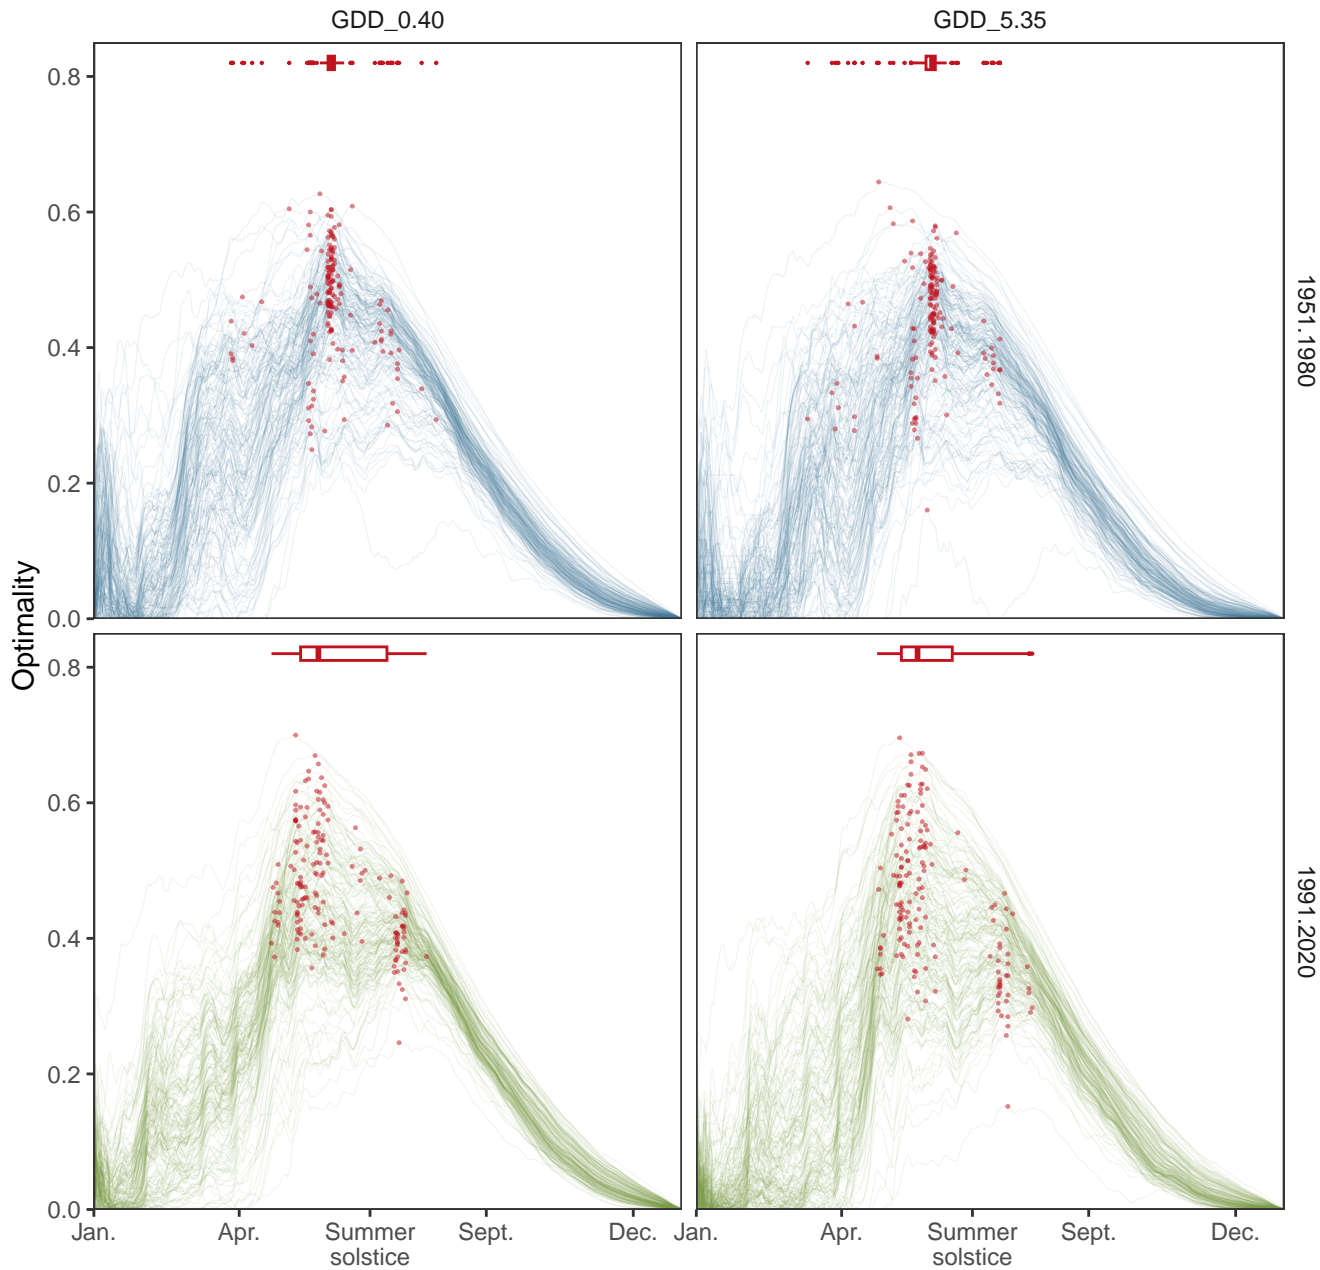 GDD_0.40
GDD_5.35
0.8
0.6
0.4
0.2
0.0
1951.1980
Optimality
0.8
0.6
0.4
0.2
0.0
1991.2020
Jan.
Apr.
Summer
solstice
Sept.
Dec.
Jan.
Apr.
Summer
solstice
Sept.
Dec.